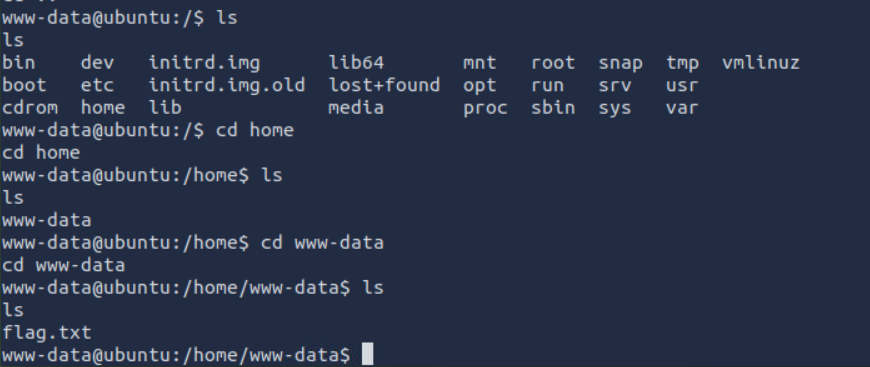 www-data@ubuntu:/$ ls
ls
bin    dev   initrd.img      lib64       mnt   root  snap  tmp  vmlinuz
boot   etc   initrd.img.old  lost+found  opt   run   srv   usr
cdrom  home  lib             media       proc  sbin  sys   var
www-data@ubuntu:/$ cd home
cd home
www-data@ubuntu:/home$ ls
ls
www-data
www-data@ubuntu:/home$ cd www-data
cd www-data
www-data@ubuntu:/home/www-data$ ls
ls
flag.txt
www-data@ubuntu:/home/www-data$